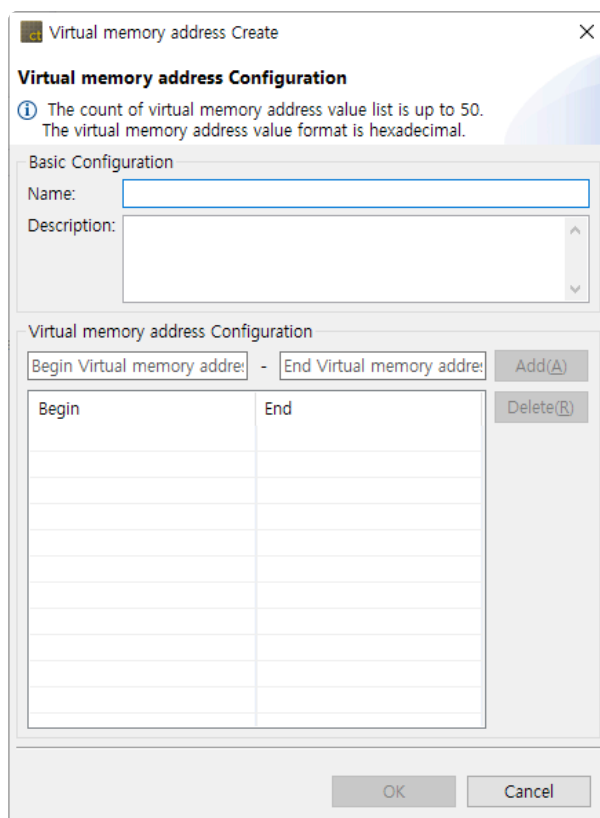 ct Virtual memory address Create
Virtual memory address Configuration
The count of virtual memory address value list is up to 50.
The virtual memory address value format is hexadecimal.
Basic Configuration
Name:
Description:
Virtual memory address Configuration
Begin Virtual memory addre - End Virtual memory addre Add(A)
Delete(R)
Begin End
OK Cancel